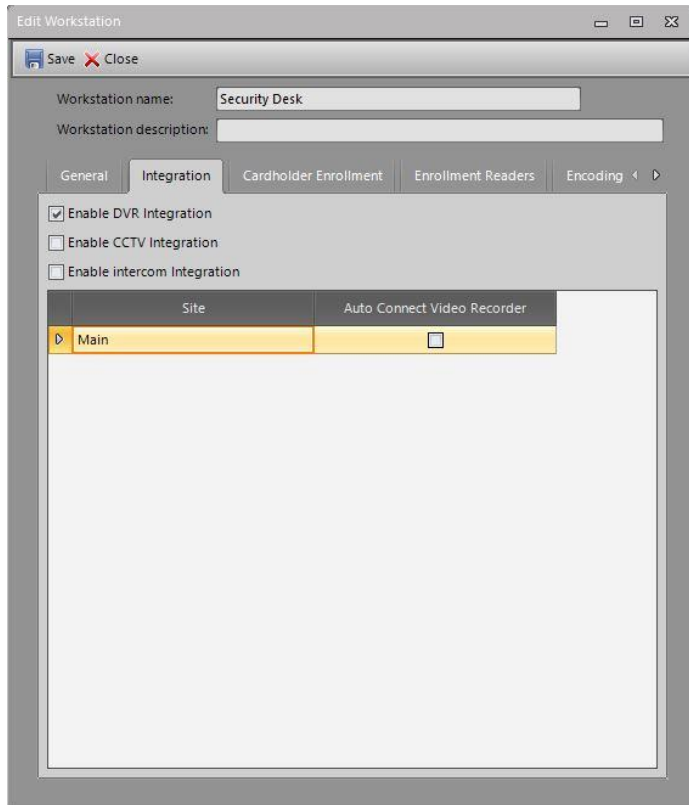 Edit Workstation
Save Close
Workstation name: Security Desk
Workstation description:
General Integration Cardholder Enrollment Enrollment Readers Encoding
Enable DVR Integration
Enable CCTV Integration
Enable intercom Integration
Site Auto Connect Video Recorder
Main